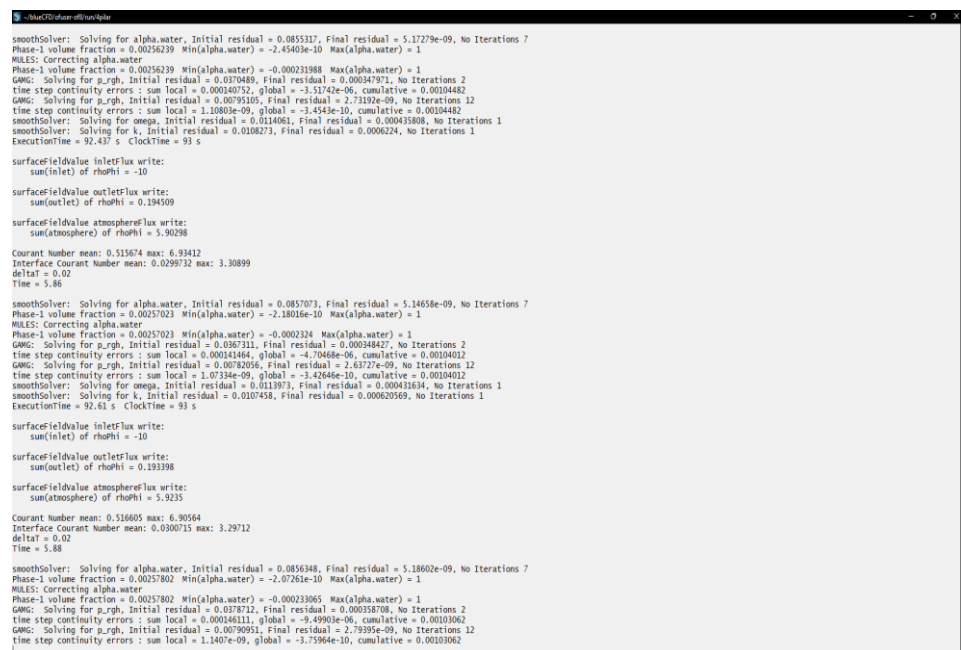 ~/blueCFD/ofuser-of8/run/4pilar
smoothSolver:  Solving for alpha.water, Initial residual = 0.0855317, Final residual = 5.17279e-09, No Iterations 7
Phase-1 volume fraction = 0.00256239  Min(alpha.water) = -2.45403e-10  Max(alpha.water) = 1
MULES: Correcting alpha.water
Phase-1 volume fraction = 0.00256239  Min(alpha.water) = -0.000231988  Max(alpha.water) = 1
GAMG:  Solving for p_rgh, Initial residual = 0.0370489, Final residual = 0.000347971, No Iterations 2
time step continuity errors : sum local = 0.000140752, global = -3.51742e-06, cumulative = 0.00104482
GAMG:  Solving for p_rgh, Initial residual = 0.00795105, Final residual = 2.73192e-09, No Iterations 12
time step continuity errors : sum local = 1.10803e-09, global = -3.4543e-10, cumulative = 0.00104482
smoothSolver:  Solving for omega, Initial residual = 0.0114061, Final residual = 0.000435808, No Iterations 1
smoothSolver:  Solving for k, Initial residual = 0.0108273, Final residual = 0.0006224, No Iterations 1
ExecutionTime = 92.437 s  ClockTime = 93 s
surfaceFieldValue inletFlux write:
sum(inlet) of rhoPhi = -10
surfaceFieldValue outletFlux write:
sum(outlet) of rhoPhi = 0.194509
surfaceFieldValue atmosphereFlux write:
sum(atmosphere) of rhoPhi = 5.90298
Courant Number mean: 0.515674 max: 6.93412
Interface Courant Number mean: 0.0299732 max: 3.30899
deltaT = 0.02
Time = 5.86
smoothSolver:  Solving for alpha.water, Initial residual = 0.0857073, Final residual = 5.14658e-09, No Iterations 7
Phase-1 volume fraction = 0.00257023  Min(alpha.water) = -2.18016e-10  Max(alpha.water) = 1
MULES: Correcting alpha.water
Phase-1 volume fraction = 0.00257023  Min(alpha.water) = -0.0002324  Max(alpha.water) = 1
GAMG:  Solving for p_rgh, Initial residual = 0.0367311, Final residual = 0.000348427, No Iterations 2
time step continuity errors : sum local = 0.000141464, global = -4.70468e-06, cumulative = 0.00104012
GAMG:  Solving for p_rgh, Initial residual = 0.00782056, Final residual = 2.63727e-09, No Iterations 12
time step continuity errors : sum local = 1.07334e-09, global = -3.42646e-10, cumulative = 0.00104012
smoothSolver:  Solving for omega, Initial residual = 0.0113973, Final residual = 0.000431634, No Iterations 1
smoothSolver:  Solving for k, Initial residual = 0.0107458, Final residual = 0.000620569, No Iterations 1
ExecutionTime = 92.61 s  ClockTime = 93 s
surfaceFieldValue inletFlux write:
sum(inlet) of rhoPhi = -10
surfaceFieldValue outletFlux write:
sum(outlet) of rhoPhi = 0.193398
surfaceFieldValue atmosphereFlux write:
sum(atmosphere) of rhoPhi = 5.9235
Courant Number mean: 0.516605 max: 6.90564
Interface Courant Number mean: 0.0300715 max: 3.29712
deltaT = 0.02
Time = 5.88
smoothSolver:  Solving for alpha.water, Initial residual = 0.0856348, Final residual = 5.18602e-09, No Iterations 7
Phase-1 volume fraction = 0.00257802  Min(alpha.water) = -2.07261e-10  Max(alpha.water) = 1
MULES: Correcting alpha.water
Phase-1 volume fraction = 0.00257802  Min(alpha.water) = -0.000233065  Max(alpha.water) = 1
GAMG:  Solving for p_rgh, Initial residual = 0.0378712, Final residual = 0.000358708, No Iterations 2
time step continuity errors : sum local = 0.000146111, global = -9.49903e-06, cumulative = 0.00103062
GAMG:  Solving for p_rgh, Initial residual = 0.00790951, Final residual = 2.79395e-09, No Iterations 12
time step continuity errors : sum local = 1.1407e-09, global = -3.75964e-10, cumulative = 0.00103062